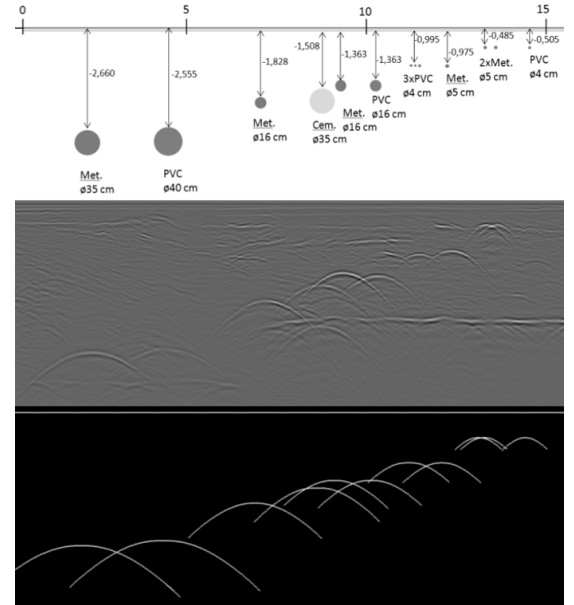 0 5 10 15
-2,660
-2,555
-1,828
-1,508
-1,363
-1,363
-0,995
-0,975
-0,485
-0,505
Met.
ø35 cm
PVC
ø40 cm
Met.
ø16 cm
Cem.
ø35 cm
Met.
ø16 cm
PVC
ø16 cm
3xPVC
ø4 cm
Met.
ø5 cm
2xMet.
ø5 cm
PVC
ø4 cm